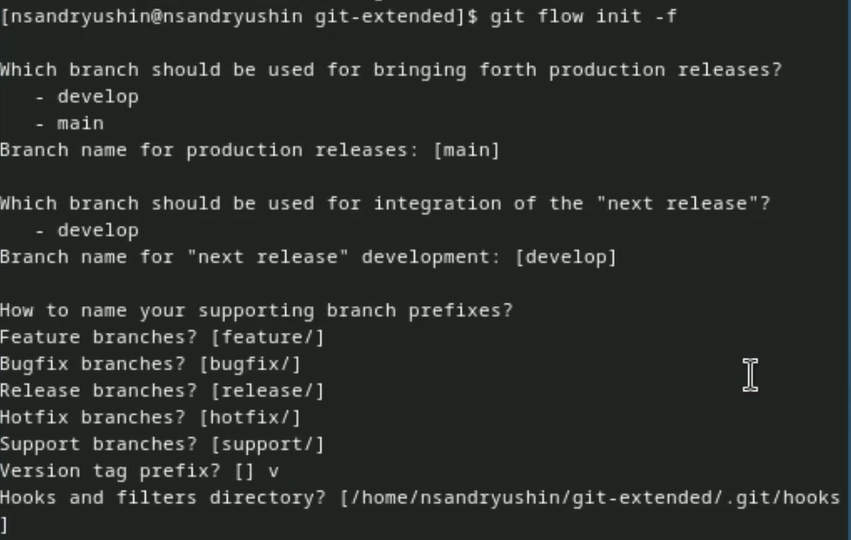 [nsandryushin@nsandryushin git-extended]$ git flow init -f
Which branch should be used for bringing forth production releases?
- develop
- main
Branch name for production releases: [main]
Which branch should be used for integration of the "next release"?
- develop
Branch name for "next release" development: [develop]
How to name your supporting branch prefixes?
Feature branches? [feature/]
Bugfix branches? [bugfix/]
Release branches? [release/]
Hotfix branches? [hotfix/]
Support branches? [support/]
Version tag prefix? [] v
Hooks and filters directory? [/home/nsandryushin/git-extended/.git/hooks
]